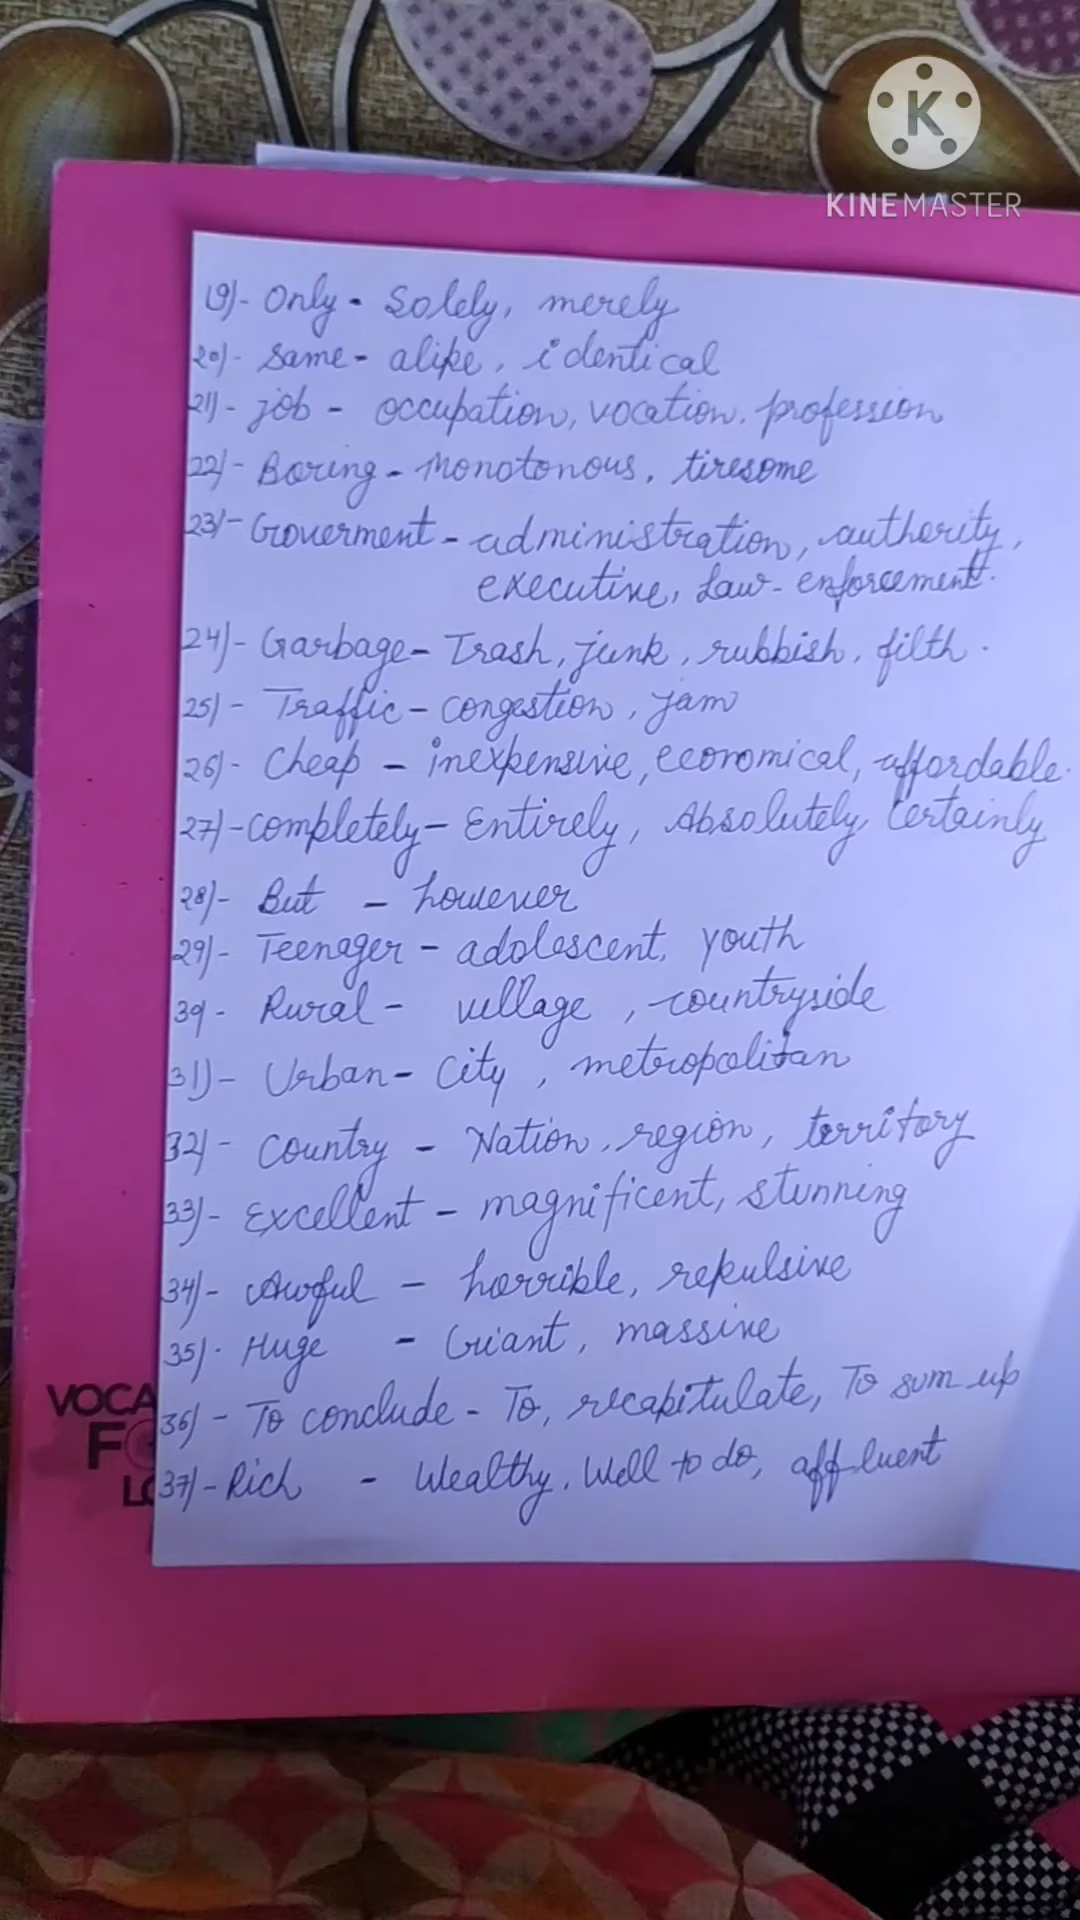 KINEMASTER
19)- Only - Solely, merely
20)- Same - alike, identical
21)- job - occupation, vocation, profession
22)- Boring - Monotonous, tiresome
23)- Goverment - administration, authority,
executive, Law-enforcement.
24)- Garbage - Trash, junk, rubbish, filth.
25)- Traffic - congestion, jam
26)- Cheap - inexpensive, economical, affordable.
27)- completely - Entirely, Absolutely, Certainly
28)- But - however
29)- Teenager - adolescent, youth
30)- Rural - village, countryside
31)- Urban - City, metropolitan
32)- Country - Nation, region, territory
33)- Excellent - magnificent, stunning
34)- Awful - horrible, repulsive
35)- Huge - Giant, massive
36)- To conclude - To, recapitulate, To sum up
37)- Rich - Wealthy, Well to do, affluent
VOCA